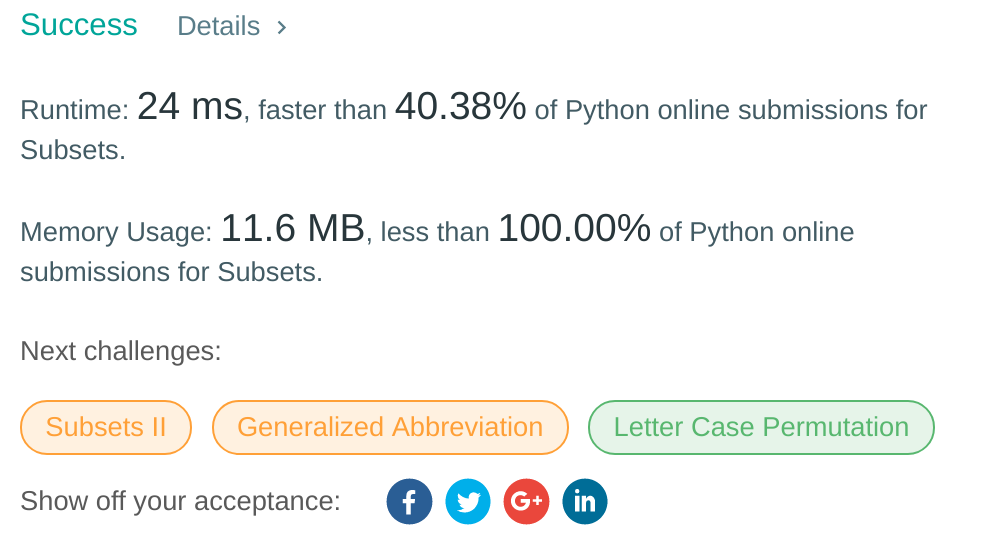 Success Details >
Runtime: 24 ms, faster than 40.38% of Python online submissions for
Subsets.
Memory Usage: 11.6 MB, less than 100.00% of Python online
submissions for Subsets.
Next challenges:
Subsets II Generalized Abbreviation Letter Case Permutation
Show off your acceptance: f G+ in